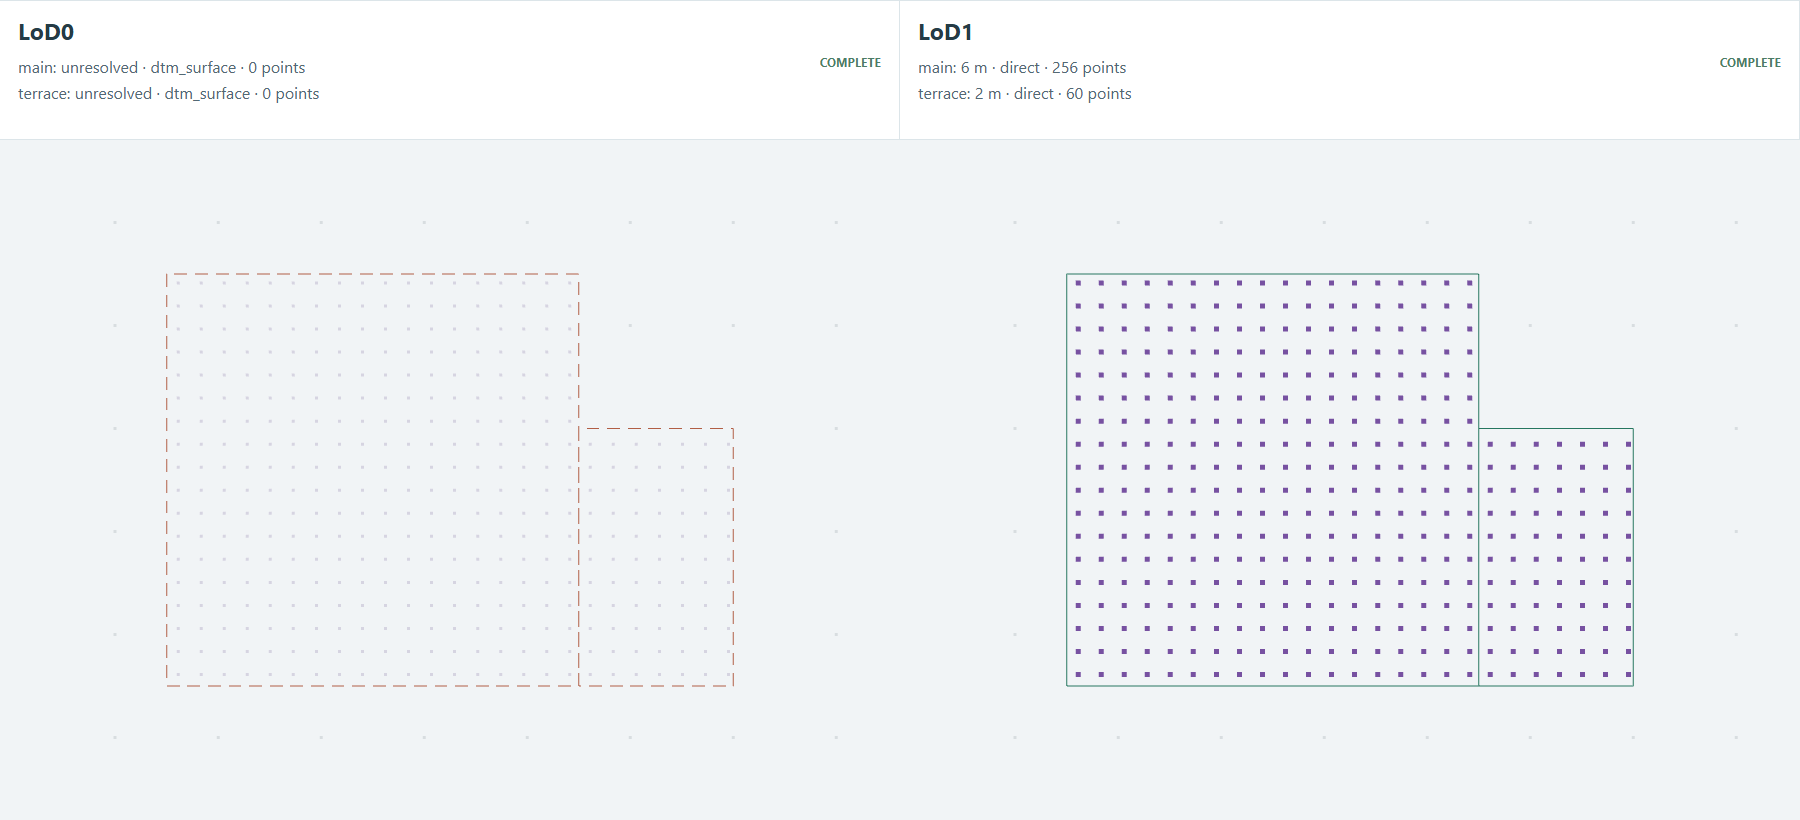 LoD0
main: unresolved · dtm_surface · 0 points
terrace: unresolved · dtm_surface · 0 points
COMPLETE
LoD1
main: 6 m · direct · 256 points
terrace: 2 m · direct · 60 points
COMPLETE